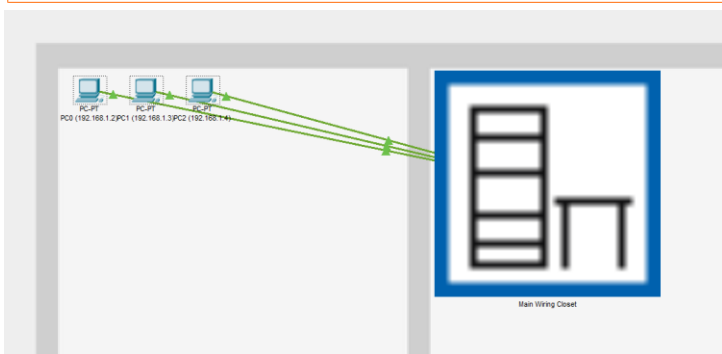 PC-PT PC-PT PC-PT
PC0 (192.168.1.2)PC1 (192.168.1.3)PC2 (192.168.1.4)
Main Wiring Closet